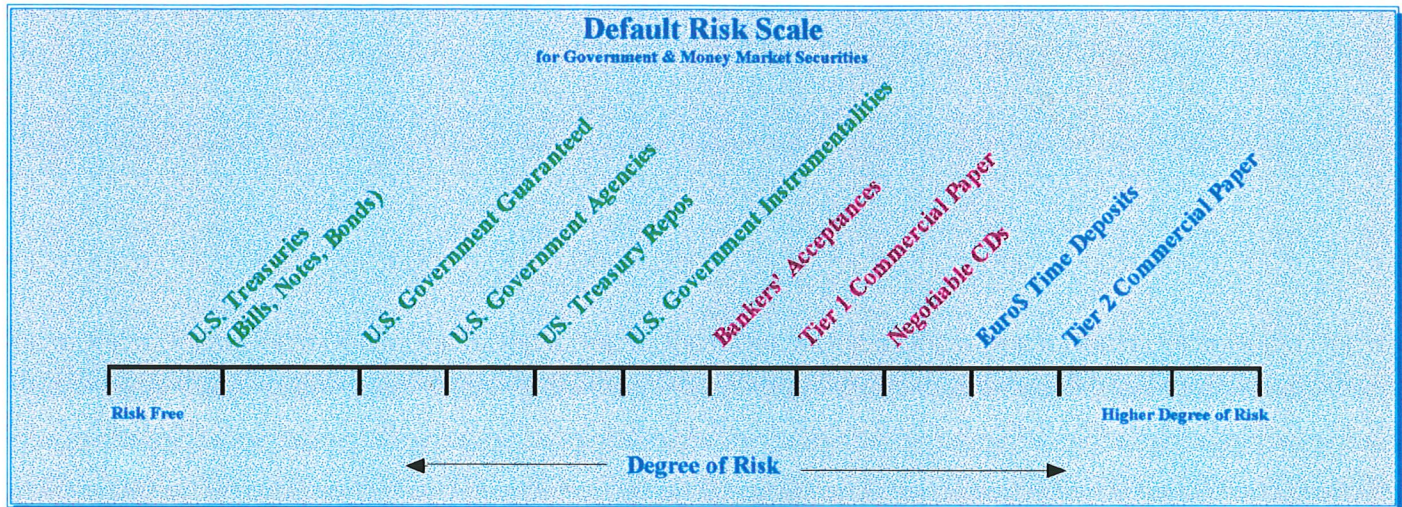 Default Risk Scale
for Government & Money Market Securities
U.S. Treasuries
(Bills, Notes, Bonds)
U.S. Government Guaranteed
U.S. Government Agencies
US. Treasury Repos
U.S. Government Instrumentalities
Bankers' Acceptances
Tier 1 Commercial Paper
Negotiable CDs
Euro$ Time Deposits
Tier 2 Commercial Paper
Risk Free
Higher Degree of Risk
Degree of Risk